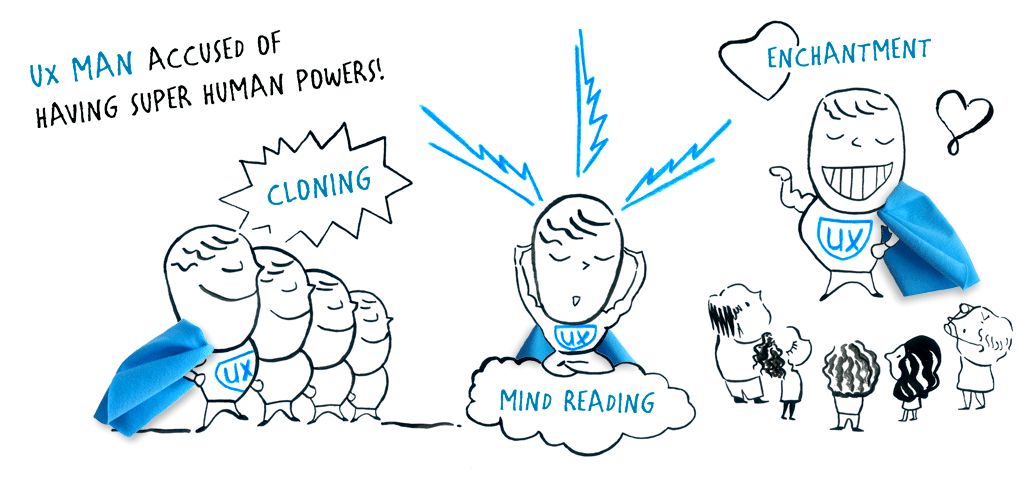 UX MAN ACCUSED OF
HAVING SUPER HUMAN POWERS!
CLONING
UX
MIND READING
UX
ENCHANTMENT
UX